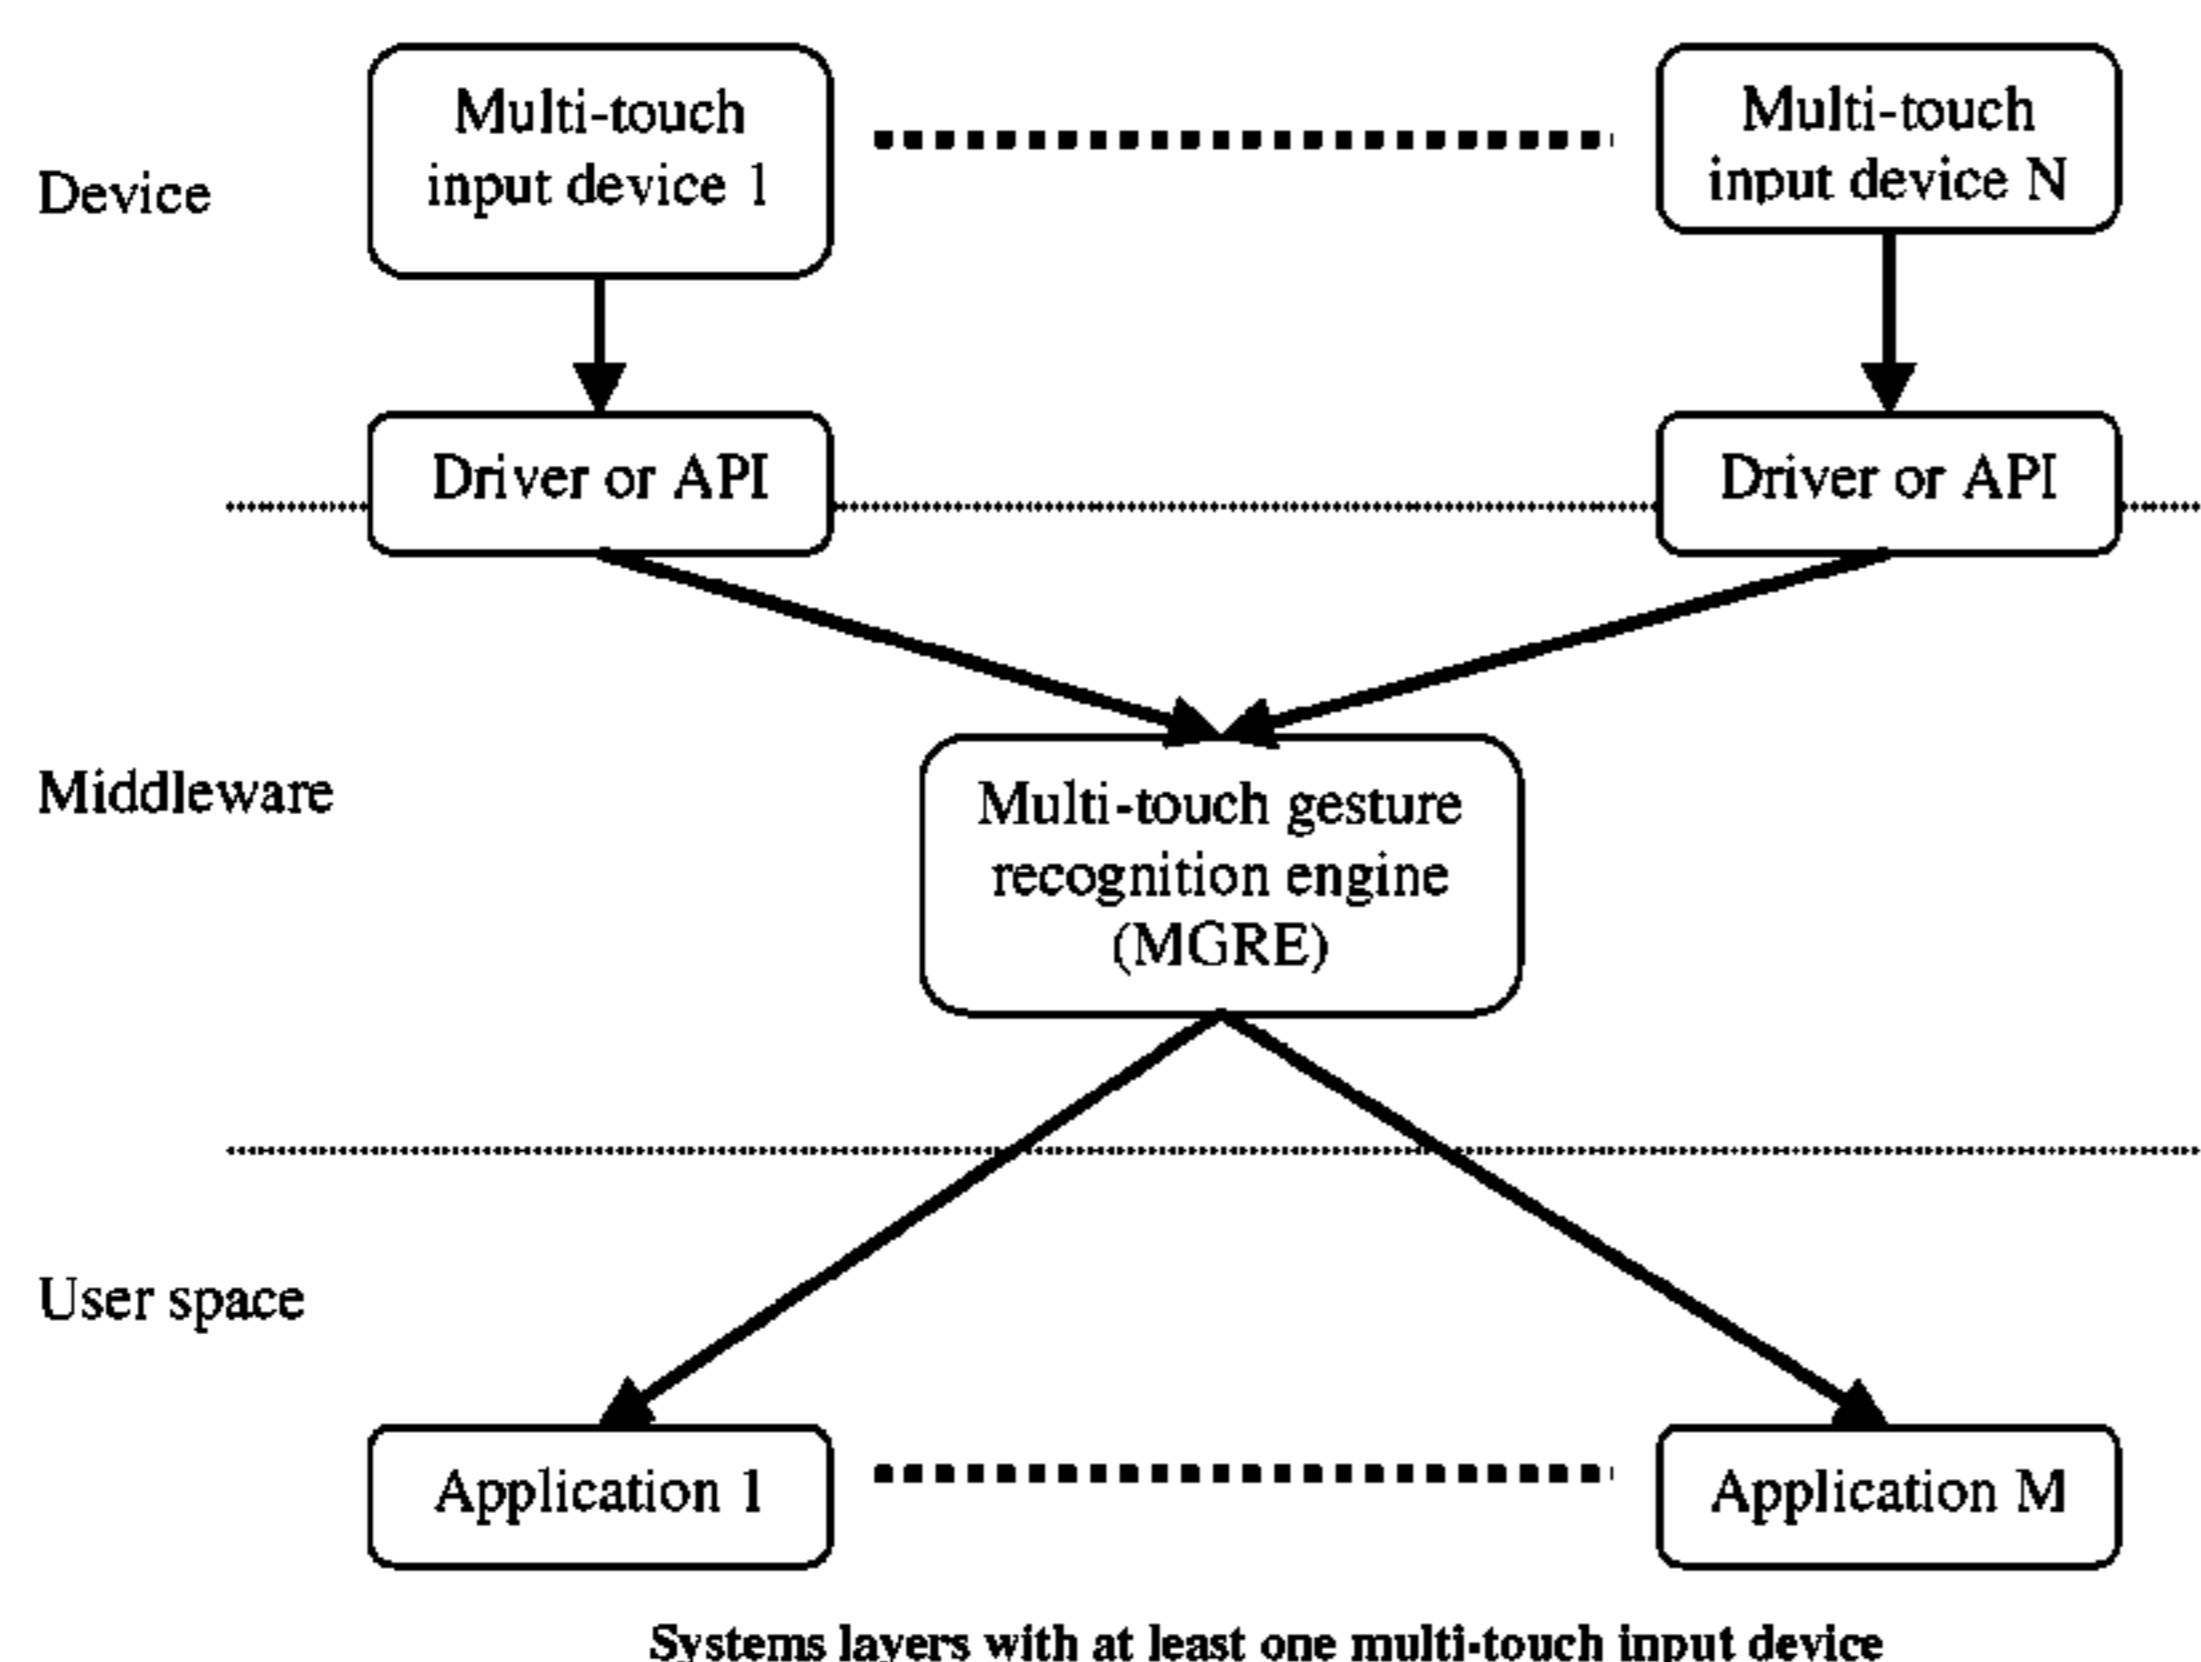 Multi-touch
input device 1
Multi-touch
input device N
Device
Driver or API
Driver or API
Middleware
Multi-touch gesture
recognition engine
(MGRE)
User space
Application 1
Application M
Systems layers with at least one multi-touch input device